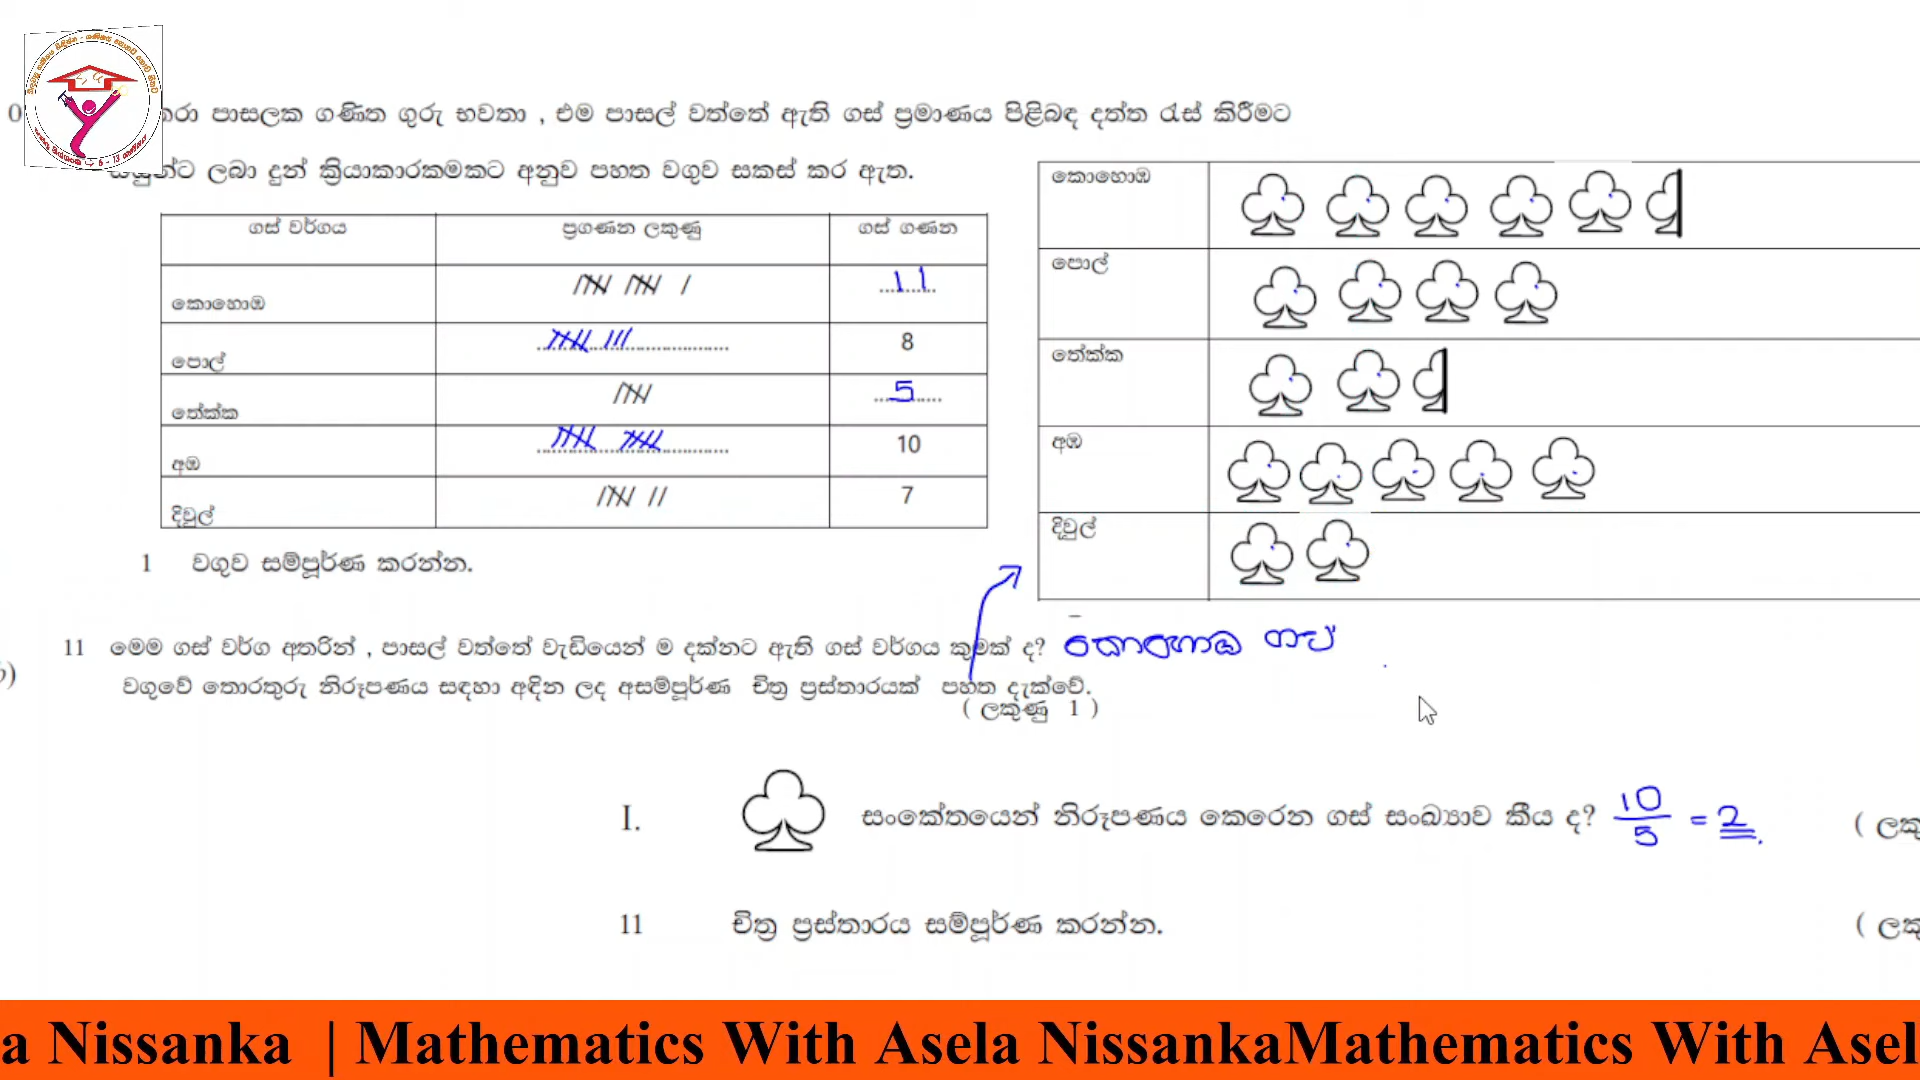 පාසලක ගණිත ගුරු භවතා , එම පාසල් වත්තේ ඇති ගස් ප්‍රමාණය පිළිබඳ දත්ත රැස් කිරීමට
ලබා දුන් ක්‍රියාකාරකමකට අනුව පහත වගුව සකස් කර ඇත.
ගස් වර්ගය ප්‍රගණන ලකුණු ගස් ගණන
කොහොඹ 11
පොල් 8
තේක්ක 5
අඹ 10
දිවුල් 7
කොහොඹ
පොල්
තේක්ක
අඹ
දිවුල්
1 වගුව සම්පූර්ණ කරන්න.
11 මෙම ගස් වර්ග අතරින් , පාසල් වත්තේ වැඩියෙන් ම දක්නට ඇති ගස් වර්ගය කුමක් ද? කොහොඹ ගස්
වගුවේ තොරතුරු නිරූපණය සඳහා අඳින ලද අසම්පූර්ණ චිත්‍ර ප්‍රස්තාරයක් පහත දැක්වේ.
( ලකුණු 1 )
I. සංකේතයෙන් නිරූපණය කෙරෙන ගස් සංඛ්‍යාව කීය ද? 10/5 = 2
11 චිත්‍ර ප්‍රස්තාරය සම්පූර්ණ කරන්න.
a Nissanka | Mathematics With Asela NissankaMathematics With Asel